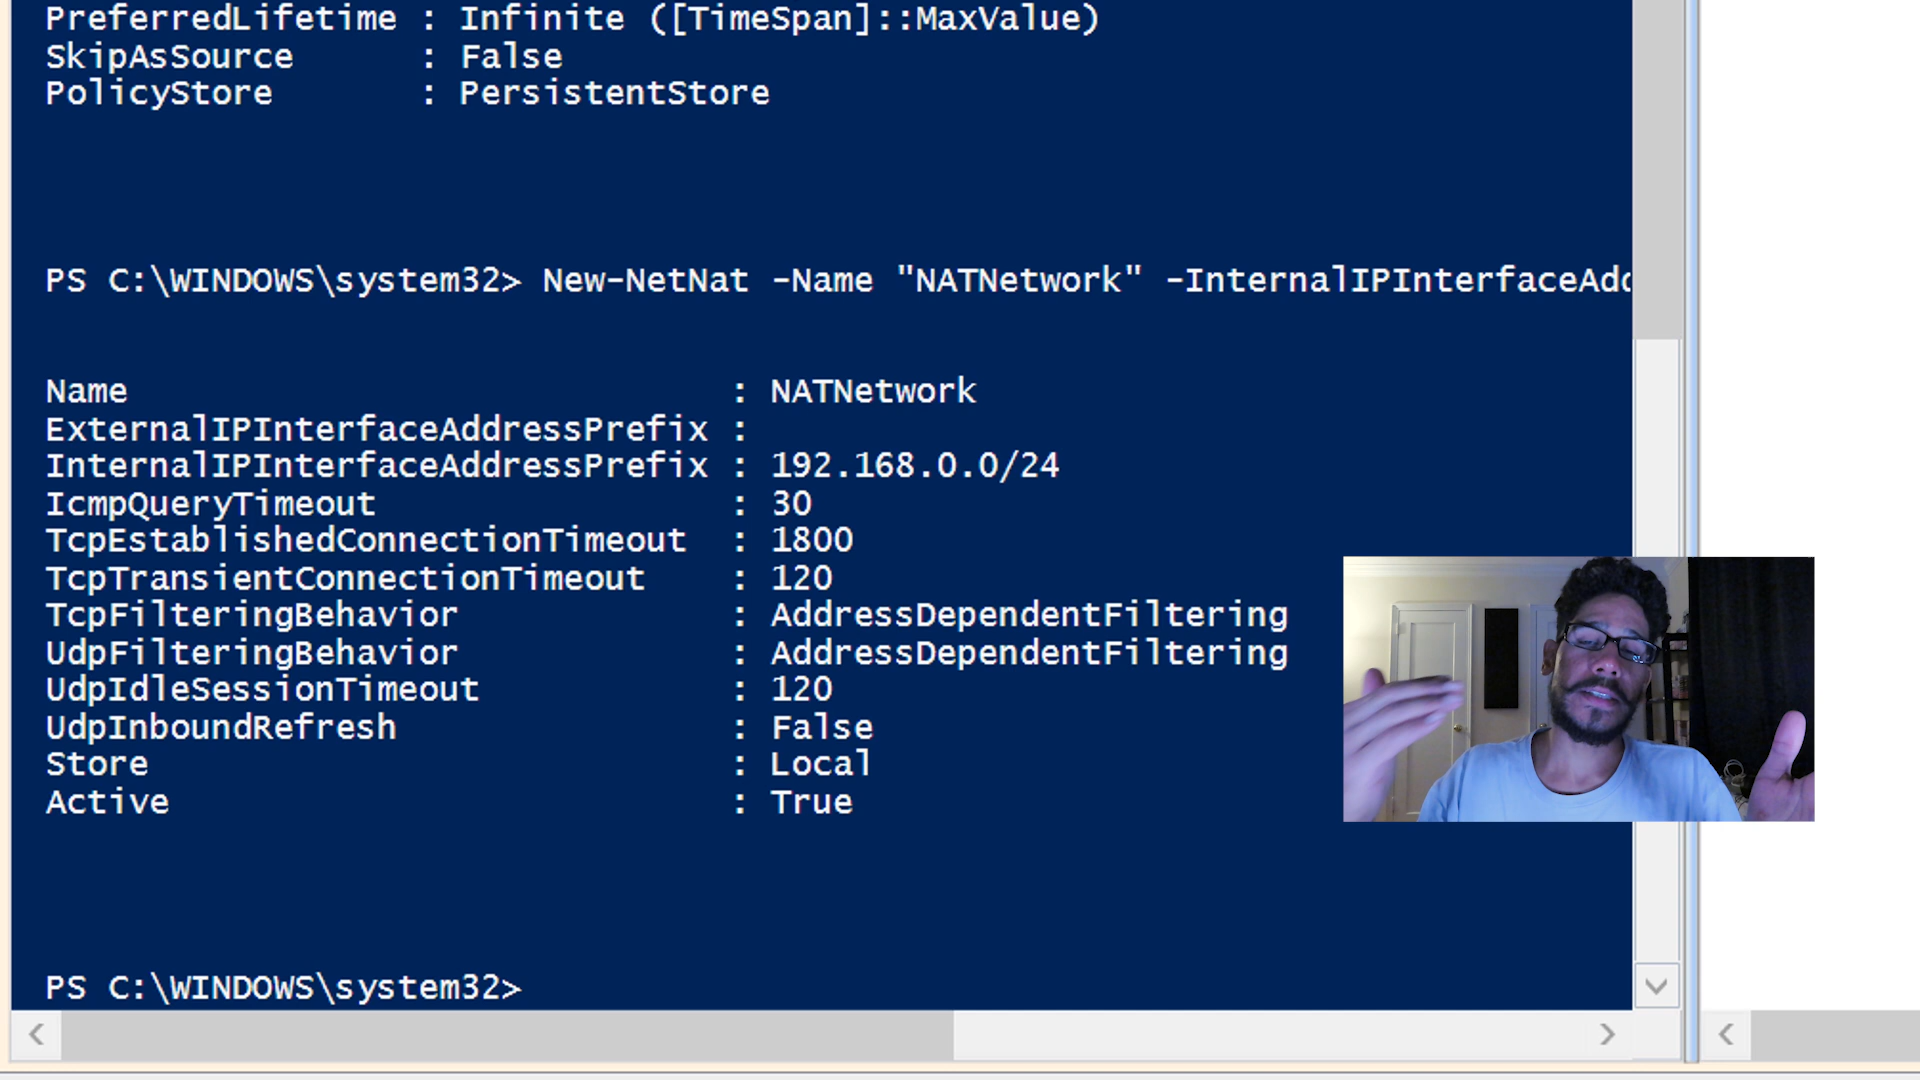 PreferredLifetime : Infinite ([TimeSpan]::MaxValue)
SkipAsSource      : False
PolicyStore       : PersistentStore
PS C:\WINDOWS\system32> New-NetNat -Name "NATNetwork" -InternalIPInterfaceAdd
Name                             : NATNetwork
ExternalIPInterfaceAddressPrefix :
InternalIPInterfaceAddressPrefix : 192.168.0.0/24
IcmpQueryTimeout                 : 30
TcpEstablishedConnectionTimeout  : 1800
TcpTransientConnectionTimeout    : 120
TcpFilteringBehavior             : AddressDependentFiltering
UdpFilteringBehavior             : AddressDependentFiltering
UdpIdleSessionTimeout            : 120
UdpInboundRefresh                : False
Store                            : Local
Active                           : True
PS C:\WINDOWS\system32>